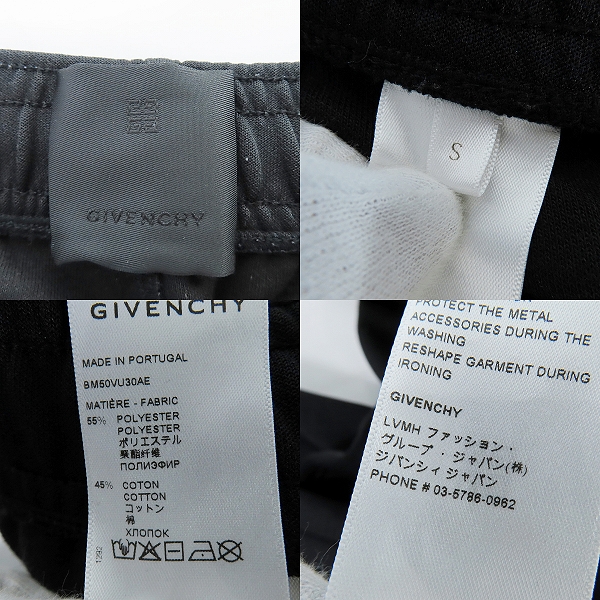 GIVENCHY
S
GIVENCHY
MADE IN PORTUGAL
BM50VU30AE
MATIÈRE - FABRIC
55% POLYESTER
POLYESTER
ポリエステル
聚酯纤维
ПОЛИЭФИР
45% COTON
COTTON
コットン
棉
ХЛОПОК
1292
PROTECT THE METAL
ACCESSORIES DURING THE
WASHING
RESHAPE GARMENT DURING
IRONING
GIVENCHY
LVMH ファッション・
グループ・ジャパン(株)
ジバンシィ ジャパン
PHONE # 03-5786-0962